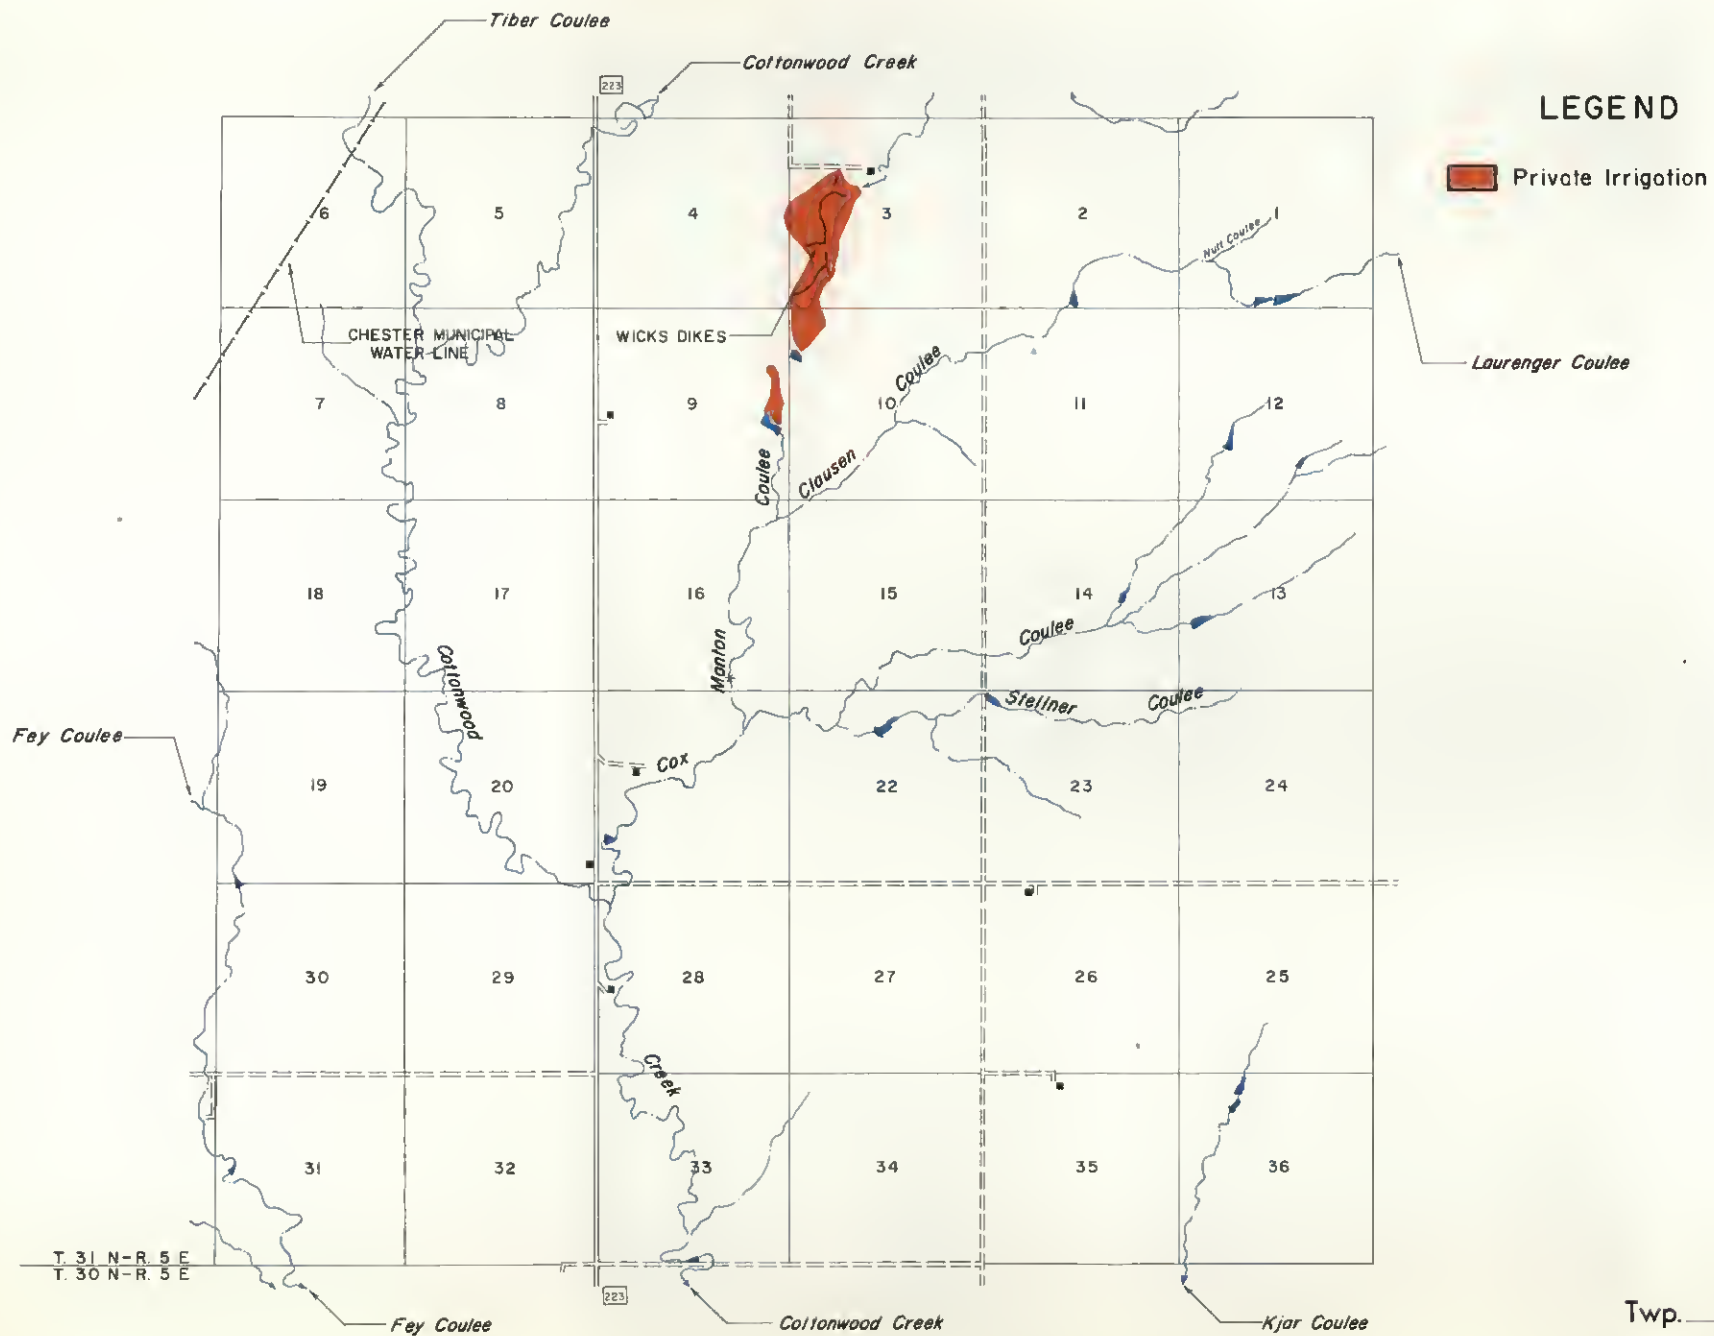 Tiber Coulee
Cottonwood Creek
223
LEGEND
Private Irrigation
6
5
4
3
2
1
Nutt Coulee
CHESTER MUNICIPAL
WATER LINE
WICKS DIKES
Laurenger Coulee
7
8
9
10
11
12
Coulee
Coulee
Clausen
18
17
16
15
14
13
Coulee
Cottonwood
Manton
Stellner Coulee
Fey Coulee
Cox
19
20
22
23
24
30
29
28
27
26
25
Creek
31
32
33
34
35
36
T. 31 N-R. 5 E
T. 30 N-R. 5 E
223
Fey Coulee
Cottonwood Creek
Kjar Coulee
Twp.